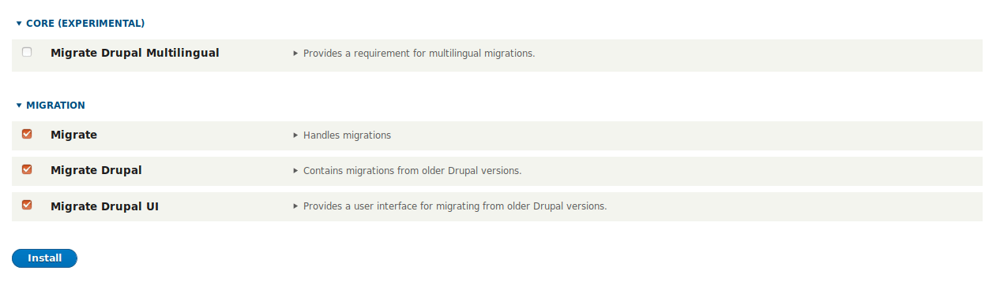 CORE (EXPERIMENTAL)
Migrate Drupal Multilingual Provides a requirement for multilingual migrations.
MIGRATION
Migrate Handles migrations
Migrate Drupal Contains migrations from older Drupal versions.
Migrate Drupal UI Provides a user interface for migrating from older Drupal versions.
Install